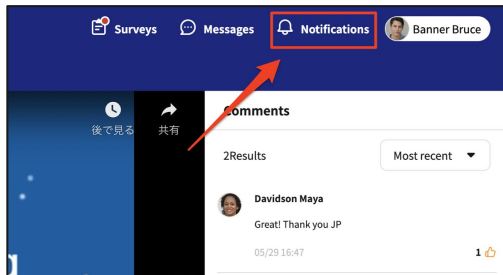 Surveys Messages Notifications Banner Bruce
後で見る 共有
Comments
2Results Most recent
Davidson Maya
Great! Thank you JP
05/29 16:47 1